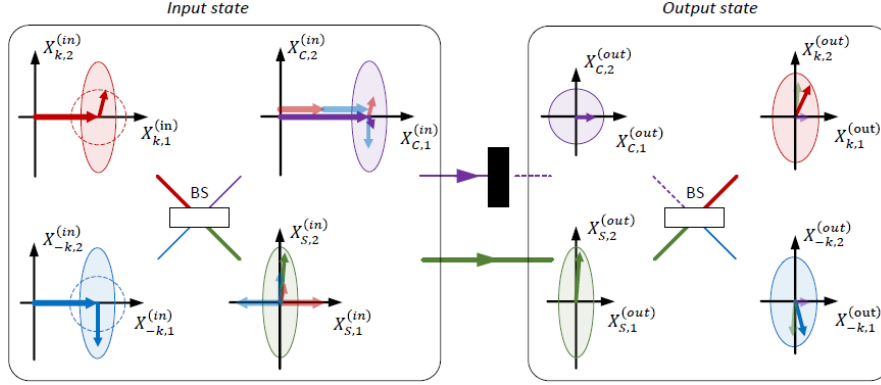 Input state
Output state
X_{k,2}^{(in)}
X_{k,1}^{(in)}
X_{C,2}^{(in)}
X_{C,1}^{(in)}
BS
X_{-k,2}^{(in)}
X_{-k,1}^{(in)}
X_{S,2}^{(in)}
X_{S,1}^{(in)}
X_{C,2}^{(out)}
X_{C,1}^{(out)}
X_{k,2}^{(out)}
X_{k,1}^{(out)}
BS
X_{S,2}^{(out)}
X_{S,1}^{(out)}
X_{-k,2}^{(out)}
X_{-k,1}^{(out)}